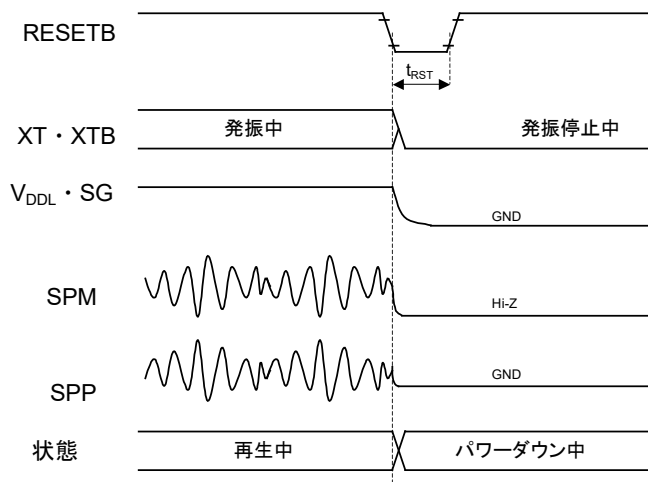 RESETB
tRST
XT・XTB
発振中
発振停止中
VDDL・SG
GND
SPM
Hi-Z
SPP
GND
状態
再生中
パワーダウン中